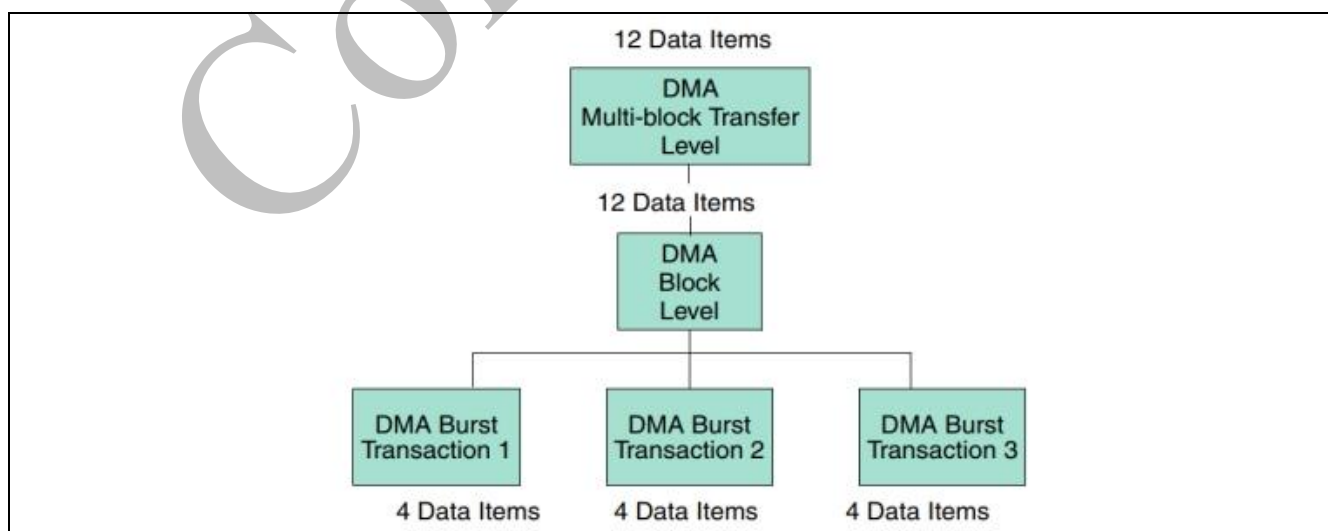 12 Data Items
DMA
Multi-block Transfer
Level
12 Data Items
DMA
Block
Level
DMA Burst
Transaction 1
DMA Burst
Transaction 2
DMA Burst
Transaction 3
4 Data Items
4 Data Items
4 Data Items